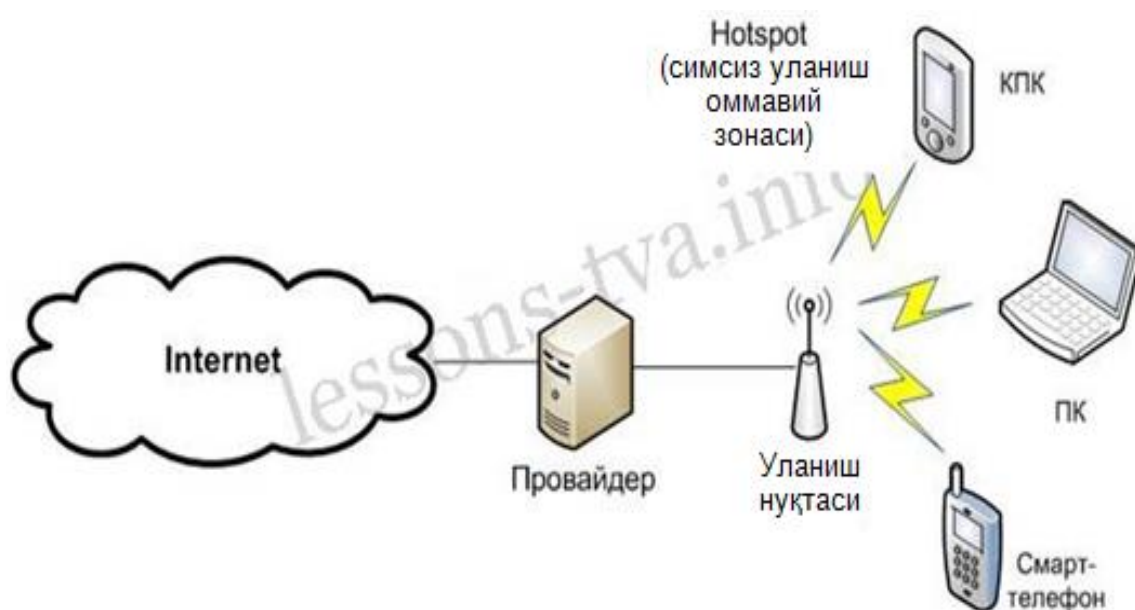 Hotspot
(симсиз уланиш
оммавий
зонаси)
КПК
lessons-tva.info
Internet
ПК
Провайдер
Уланиш
нуқтаси
Смарт-
телефон